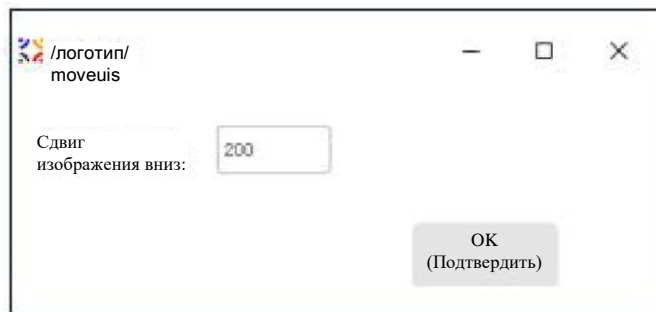 /логотип/
moveuis
Сдвиг
изображения вниз:
200
OK
(Подтвердить)